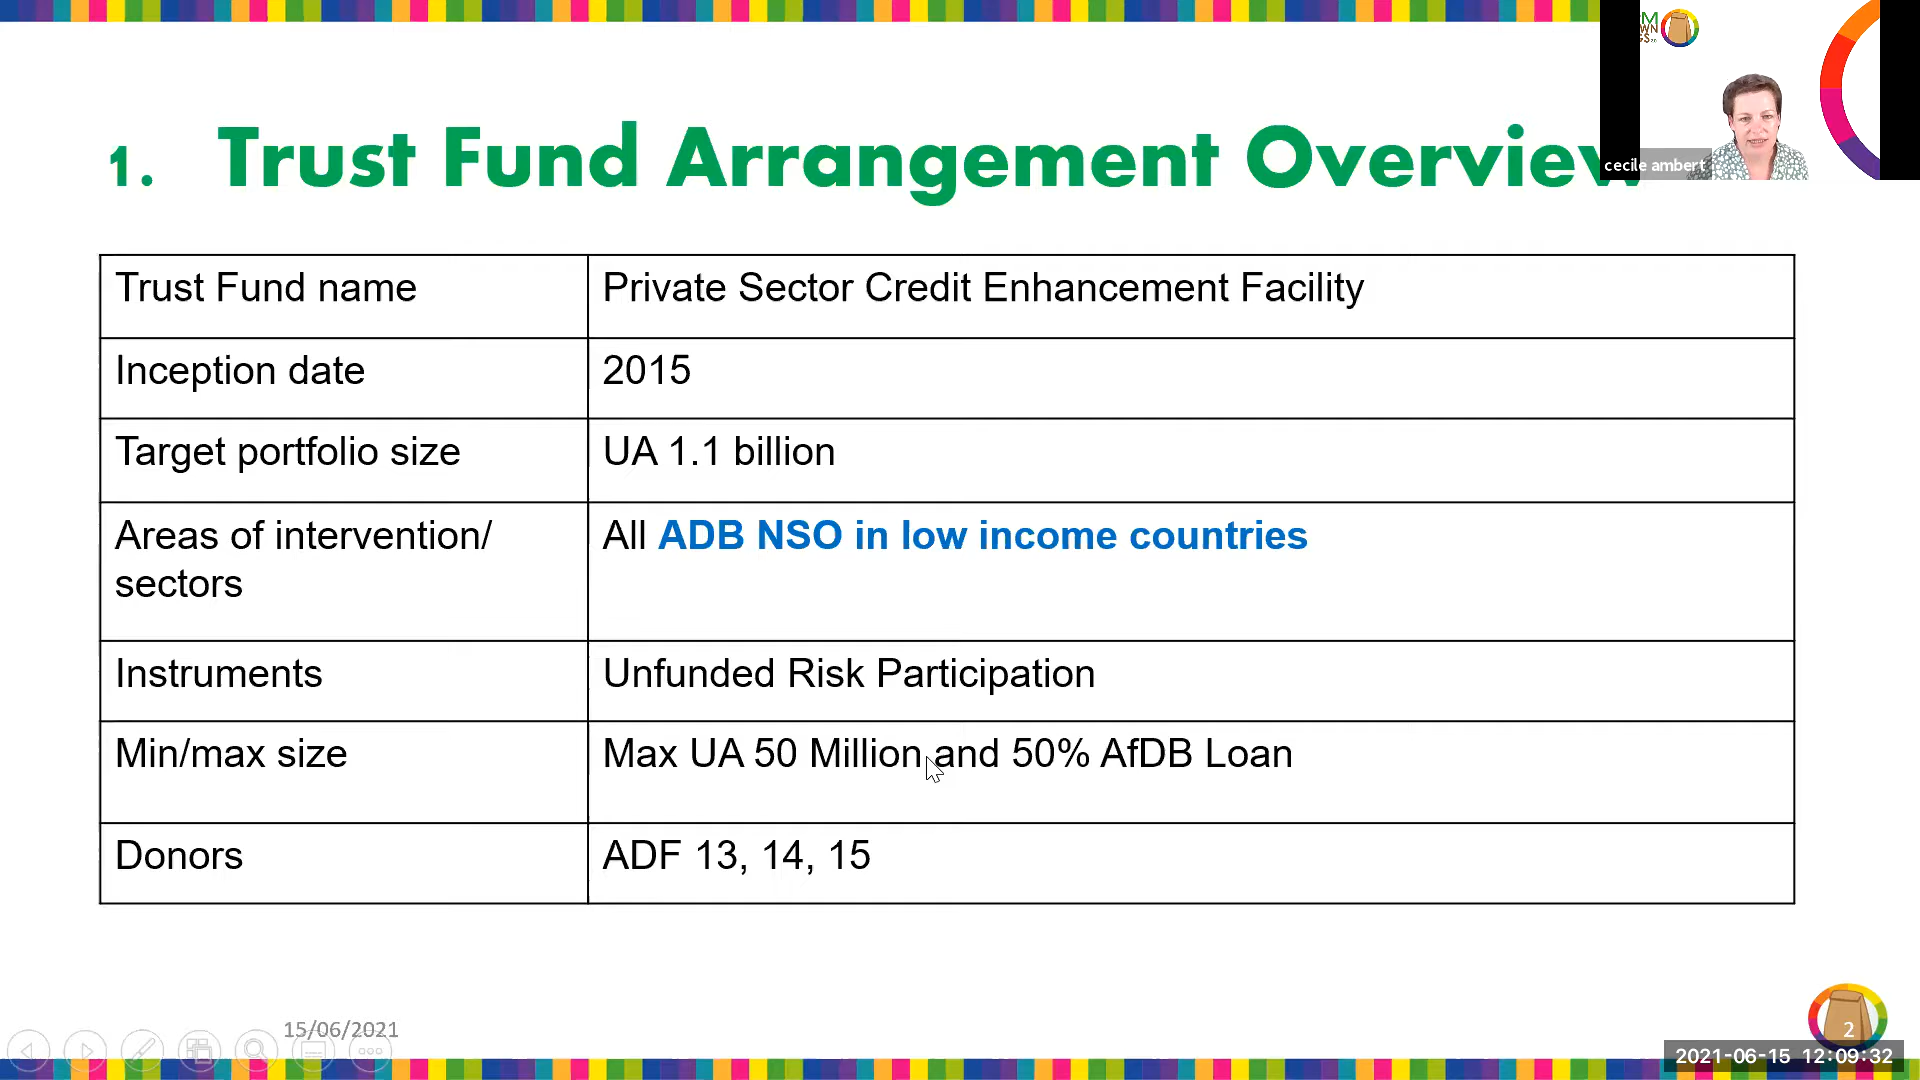 1. Trust Fund Arrangement Overview
cecile ambert
Trust Fund name
Private Sector Credit Enhancement Facility
Inception date
2015
Target portfolio size
UA 1.1 billion
Areas of intervention/
sectors
All ADB NSO in low income countries
Instruments
Unfunded Risk Participation
Min/max size
Max UA 50 Million and 50% AfDB Loan
Donors
ADF 13, 14, 15
15/06/2021
2
2021-06-15 12:09:32